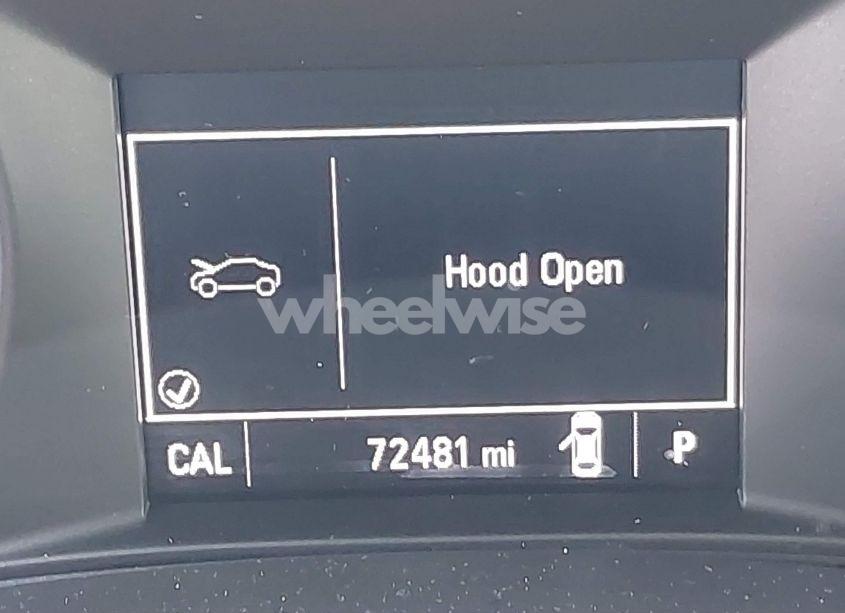 Hood Open
wheelwise
CAL 72481 mi P